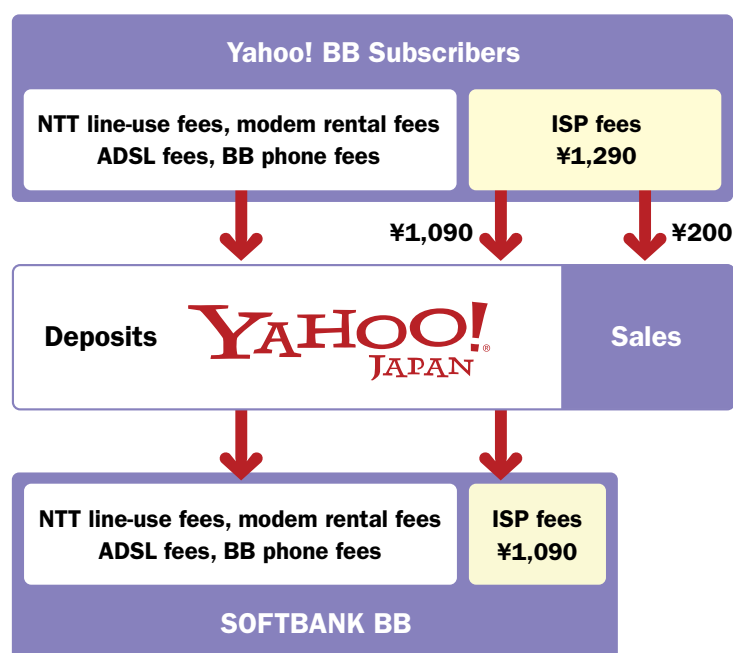 Yahoo! BB Subscribers
NTT line-use fees, modem rental fees
ADSL fees, BB phone fees
ISP fees
¥1,290
¥1,090
¥200
Deposits
YAHOO!
JAPAN
®
Sales
NTT line-use fees, modem rental fees
ADSL fees, BB phone fees
ISP fees
¥1,090
SOFTBANK BB